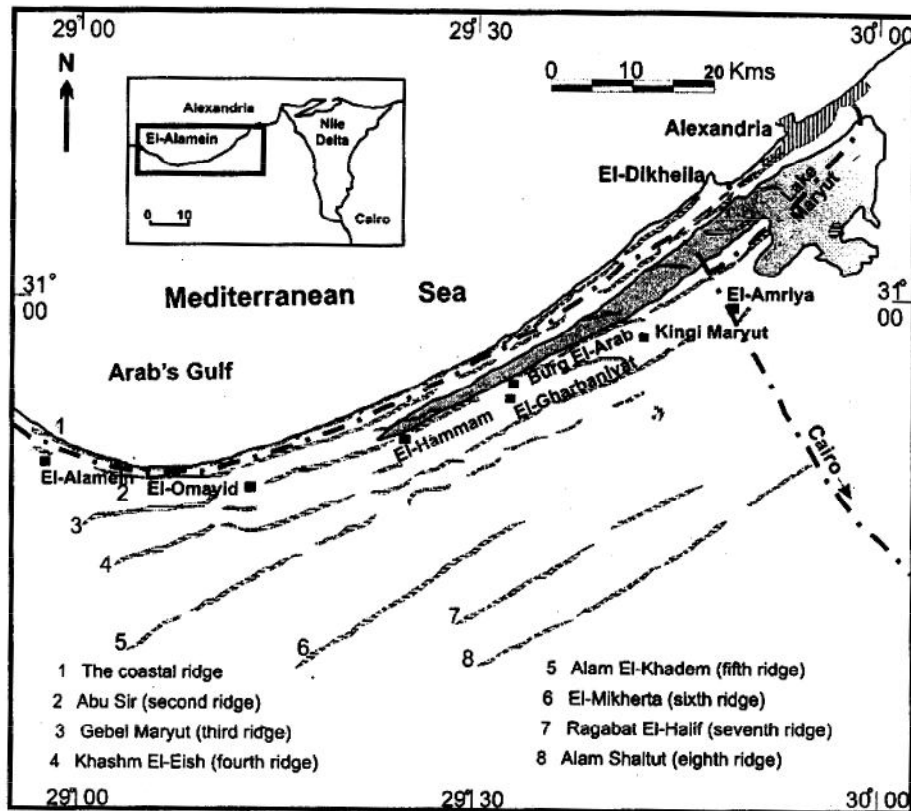 29° 00
29° 30
30° 00
N
0 10 20 Kms
Alexandria
El-Alamein
Nile
Delta
Cairo
0 10
Alexandria
El-Dikheila
Lake
Maryut
31°
00
Mediterranean Sea
31°
00
El-Amriya
Kingi Maryut
Burg El-Arab
El-Gharbaniyat
Arab's Gulf
El-Hammam
Cairo
1
El-Alamein
2
El-Omayid
3
4
5
6
7
8
1 The coastal ridge
2 Abu Sir (second ridge)
3 Gebel Maryut (third ridge)
4 Khashm El-Eish (fourth ridge)
5 Alam El-Khadem (fifth ridge)
6 El-Mikherta (sixth ridge)
7 Ragabat El-Halif (seventh ridge)
8 Alam Shaltut (eighth ridge)
29° 00
29° 30
30° 00